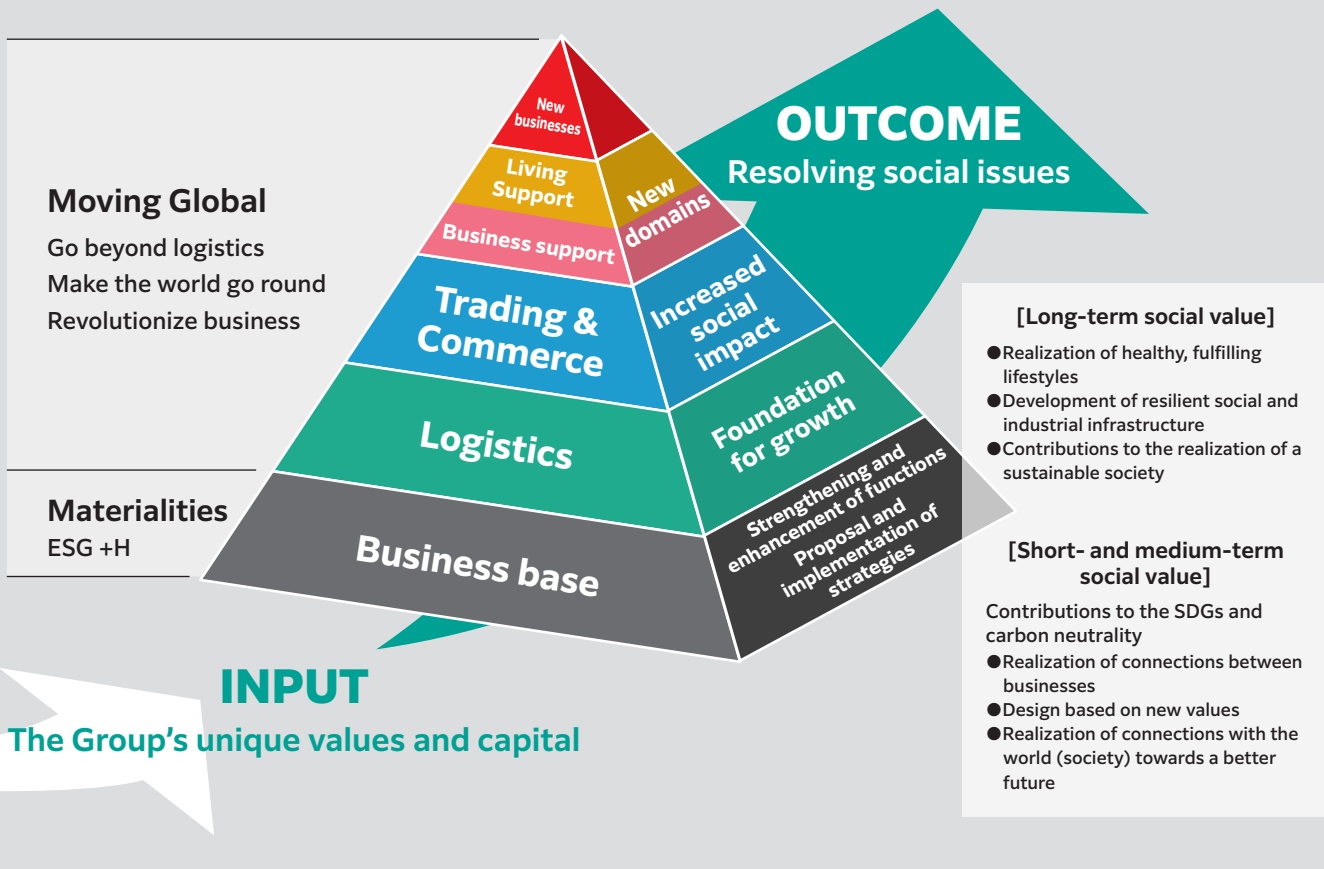 Moving Global
Go beyond logistics
Make the world go round
Revolutionize business
Materialities
ESG +H
New
businesses
Living
Support
Business support
New
domains
Trading &
Commerce
Increased
social
impact
Logistics
Foundation
for growth
Business base
Strengthening and
enhancement of functions
Proposal and
implementation of
strategies
OUTCOME
Resolving social issues
INPUT
The Group’s unique values and capital
[Long-term social value]
●Realization of healthy, fulfilling
lifestyles
●Development of resilient social and
industrial infrastructure
●Contributions to the realization of a
sustainable society
[Short- and medium-term
social value]
Contributions to the SDGs and
carbon neutrality
●Realization of connections between
businesses
●Design based on new values
●Realization of connections with the
world (society) towards a better
future